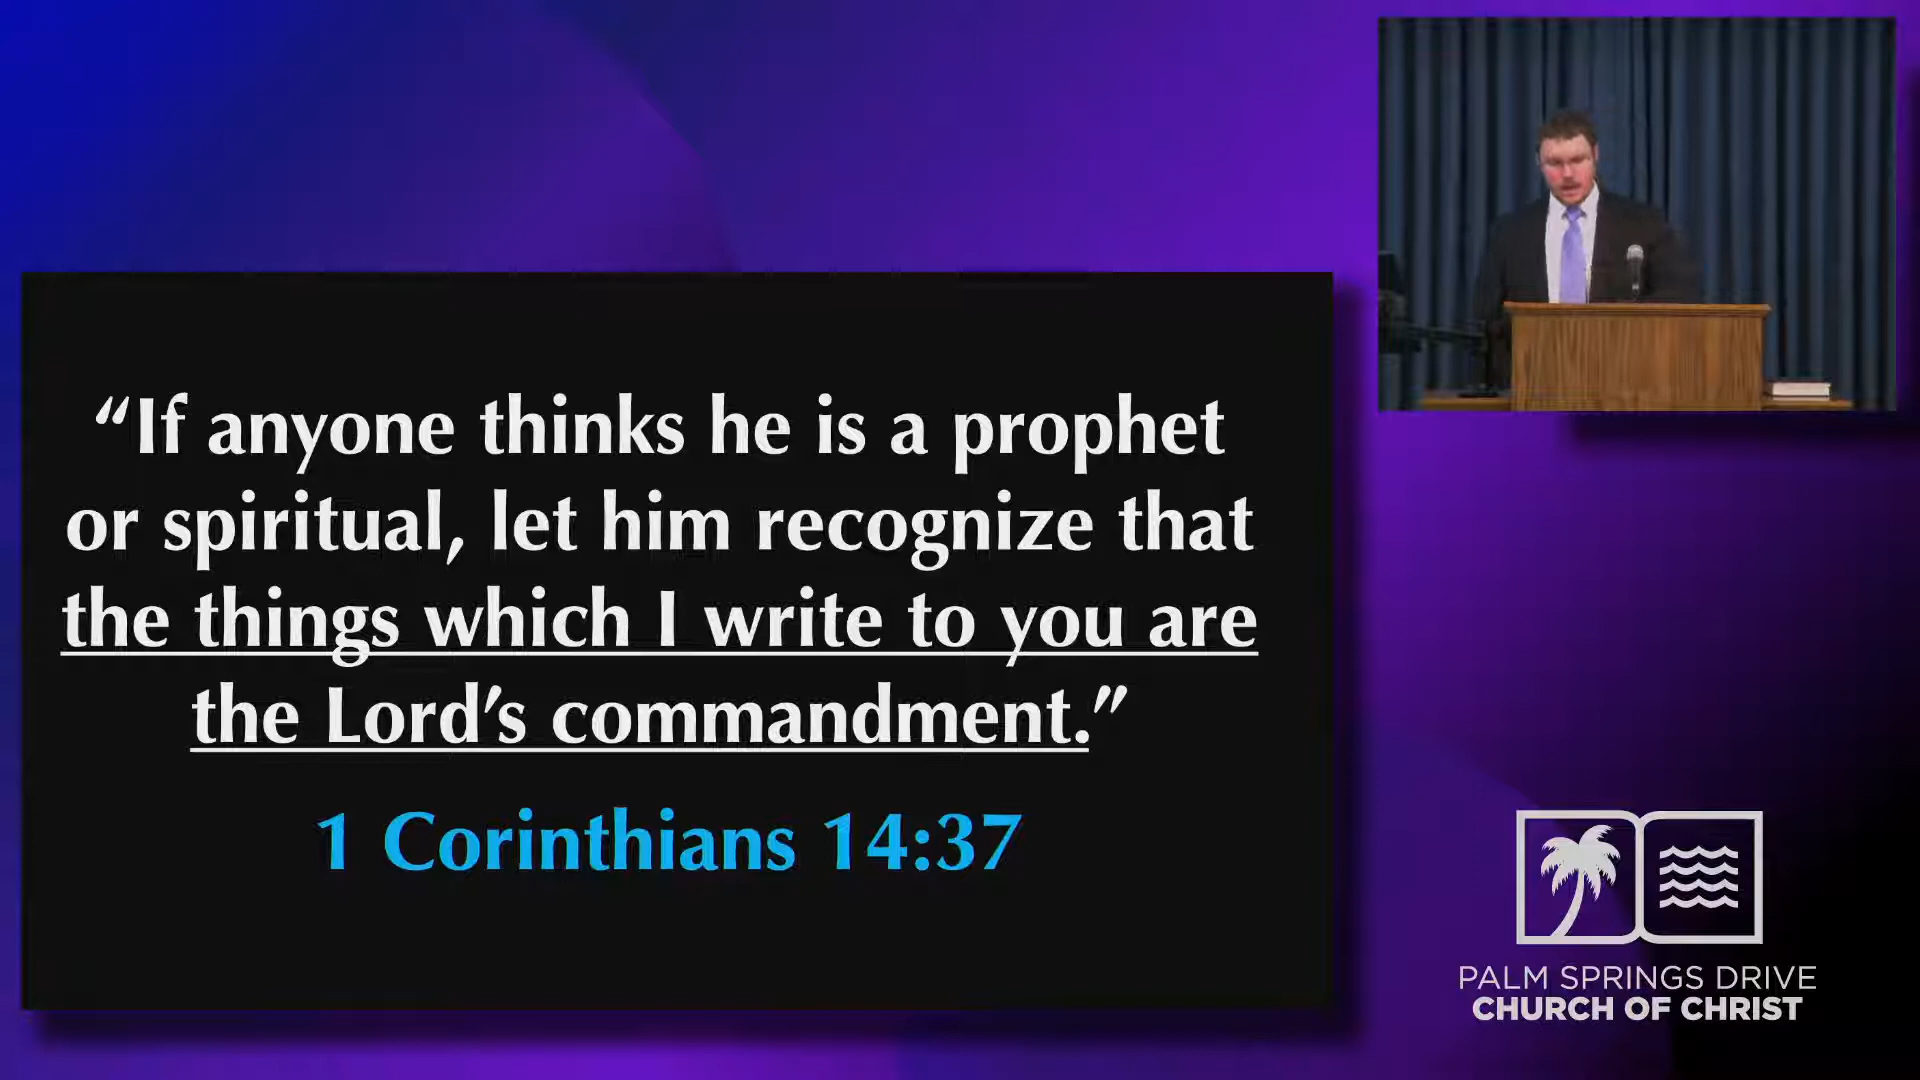 “If anyone thinks he is a prophet
or spiritual, let him recognize that
the things which I write to you are
the Lord’s commandment.”
1 Corinthians 14:37
PALM SPRINGS DRIVE
CHURCH OF CHRIST